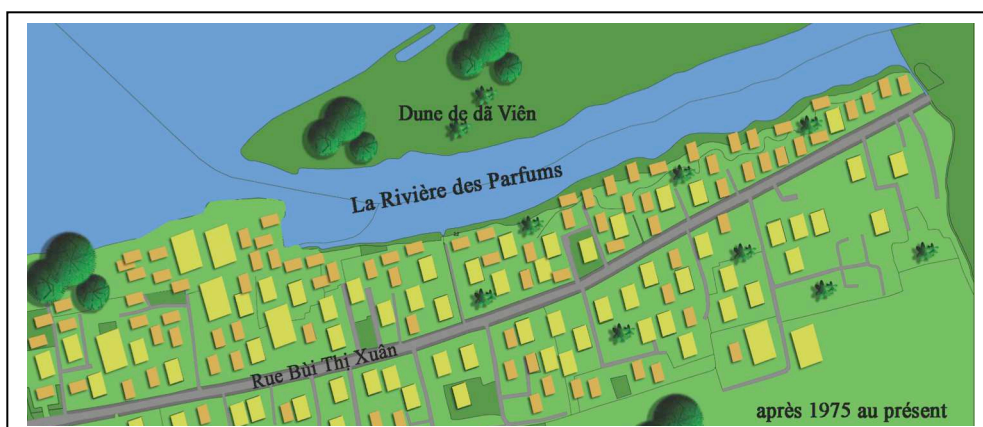 Dune de dã Viên
La Rivière des Parfums
Rue Bùi Thị Xuân
après 1975 au présent